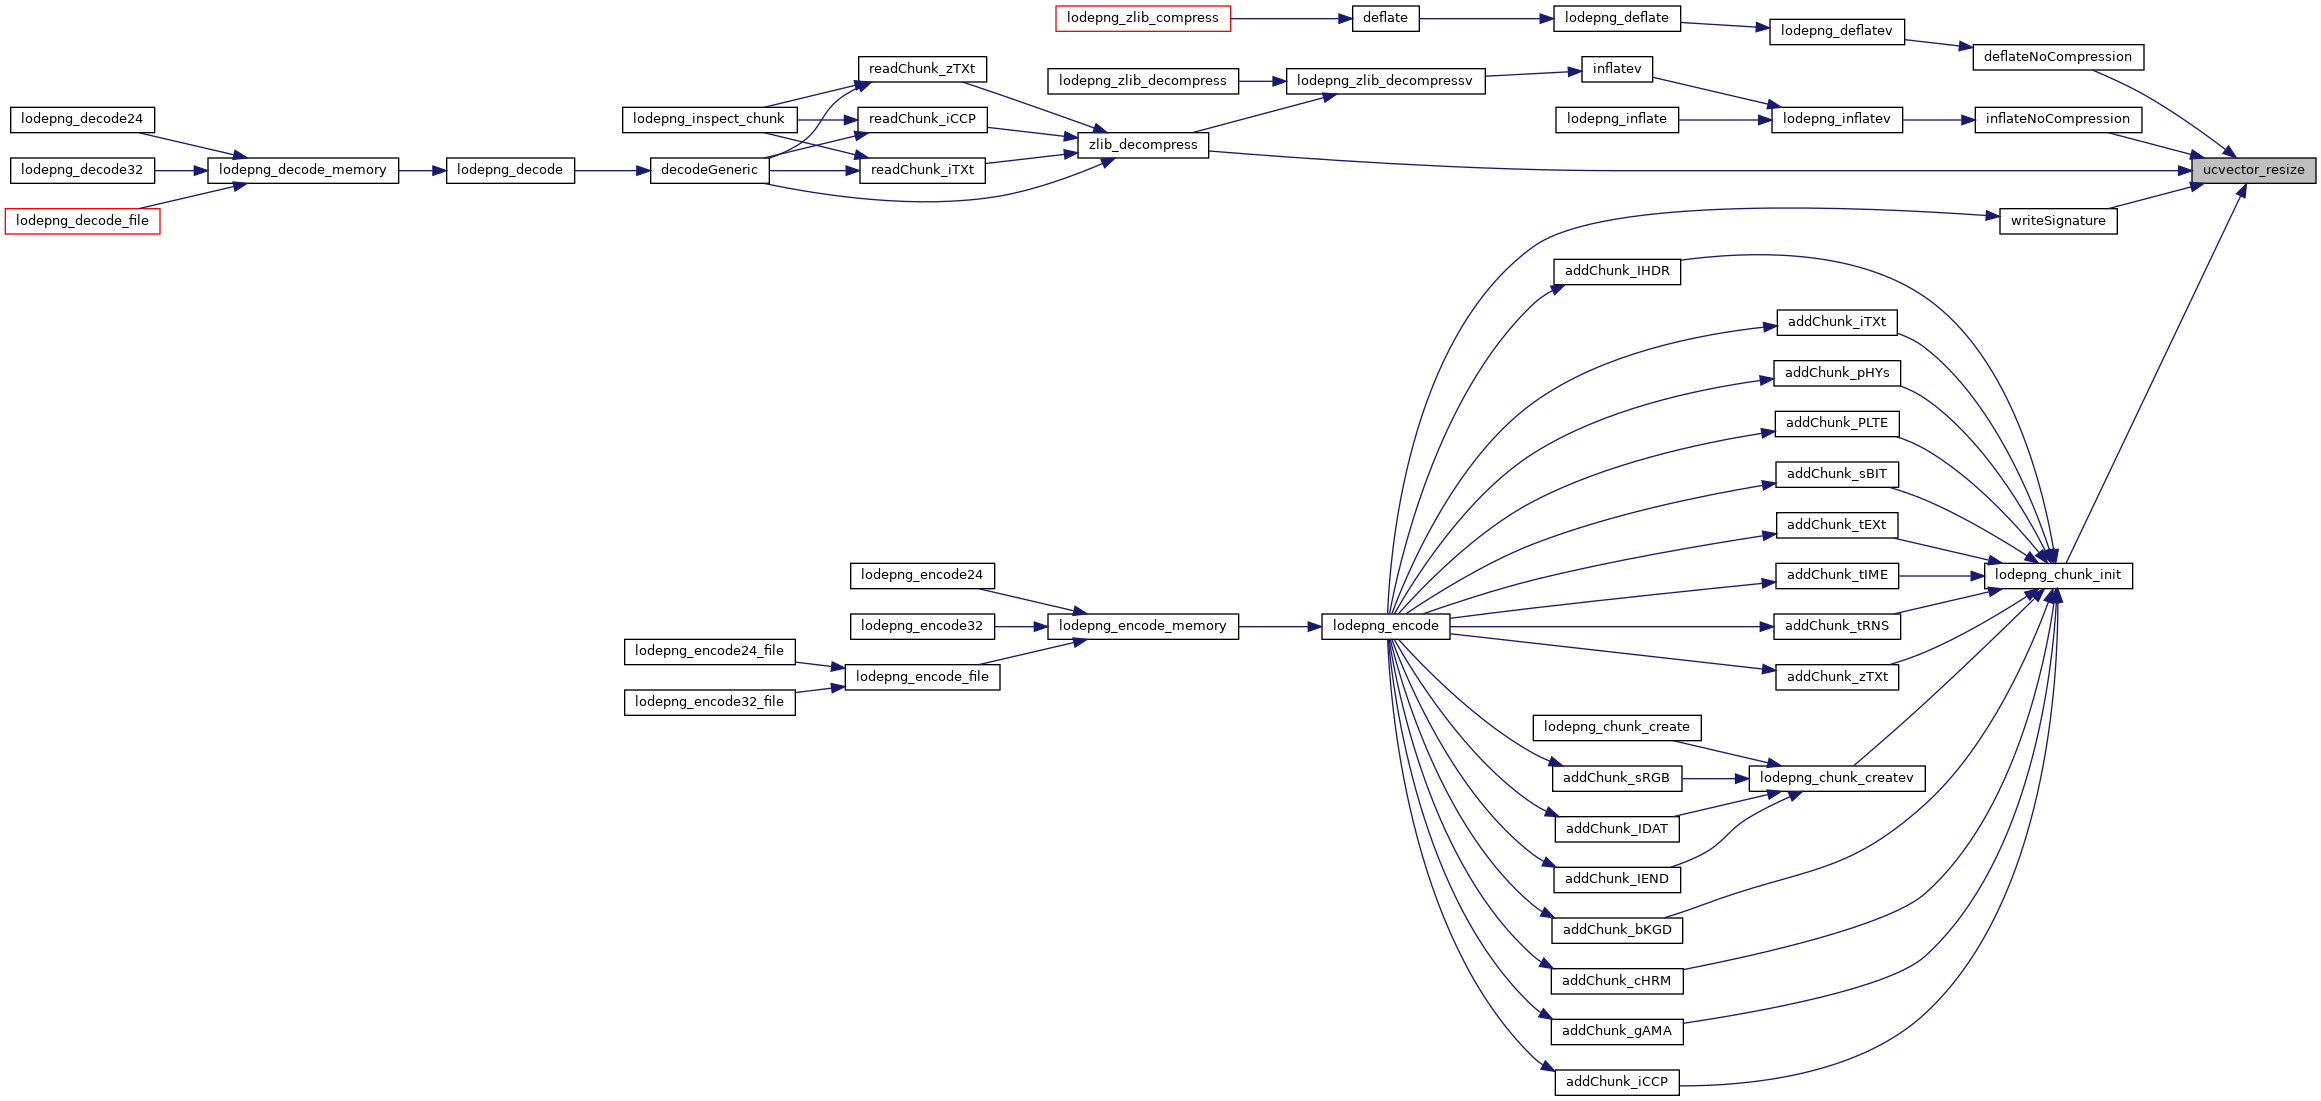 lodepng_zlib_compress
deflate
lodepng_deflate
lodepng_deflatev
deflateNoCompression
readChunk_zTXt
lodepng_zlib_decompress
lodepng_zlib_decompressv
inflatev
lodepng_decode24
lodepng_inspect_chunk
readChunk_iCCP
lodepng_inflate
lodepng_inflatev
inflateNoCompression
zlib_decompress
lodepng_decode32
lodepng_decode_memory
lodepng_decode
decodeGeneric
readChunk_iTXt
ucvector_resize
lodepng_decode_file
writeSignature
addChunk_IHDR
addChunk_iTXt
addChunk_pHYs
addChunk_PLTE
addChunk_sBIT
addChunk_tEXt
lodepng_encode24
addChunk_tIME
lodepng_chunk_init
lodepng_encode32
lodepng_encode_memory
lodepng_encode
addChunk_tRNS
lodepng_encode24_file
lodepng_encode_file
addChunk_zTXt
lodepng_encode32_file
lodepng_chunk_create
addChunk_sRGB
lodepng_chunk_createv
addChunk_IDAT
addChunk_IEND
addChunk_bKGD
addChunk_cHRM
addChunk_gAMA
addChunk_iCCP